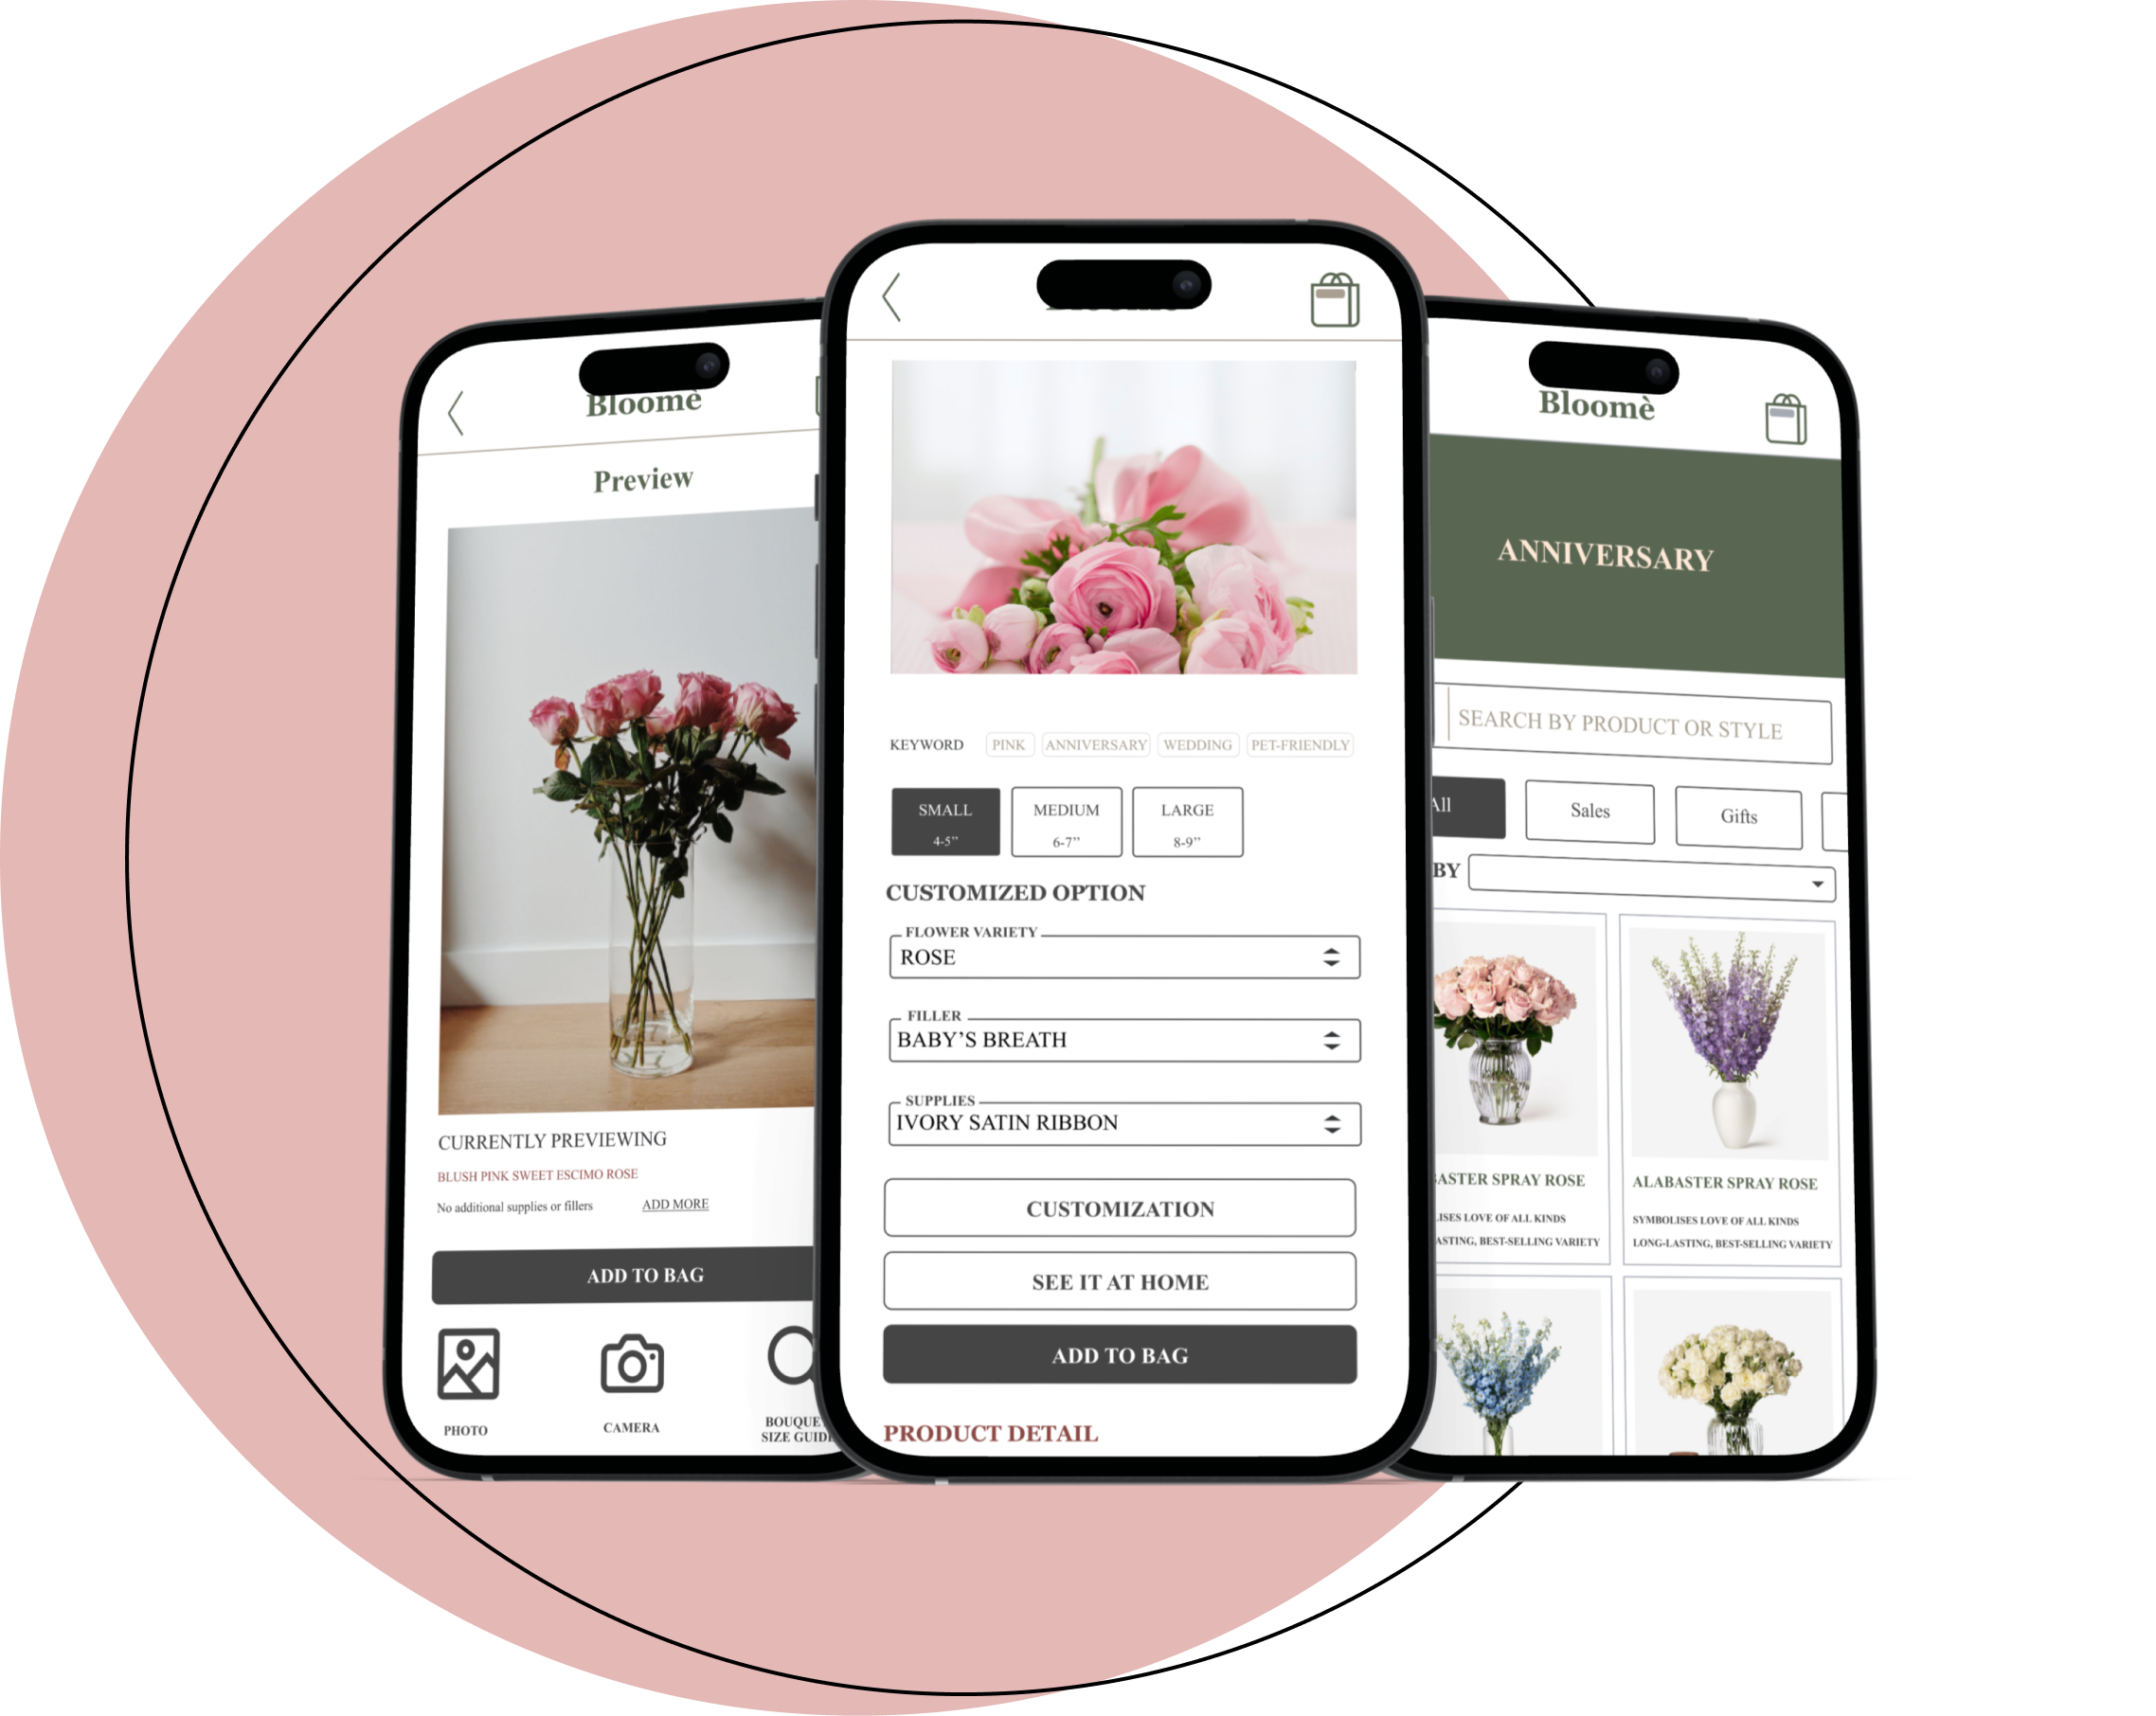 Bloomè
Preview
CURRENTLY PREVIEWING
BLUSH PINK SWEET ESCIMO ROSE
No additional supplies or fillers
ADD MORE
ADD TO BAG
PHOTO
CAMERA
BOUQUE
SIZE GUID
KEYWORD
PINK
ANNIVERSARY
WEDDING
PET-FRIENDLY
SMALL
4-5’’
MEDIUM
6-7’’
LARGE
8-9’’
CUSTOMIZED OPTION
FLOWER VARIETY
ROSE
FILLER
BABY’S BREATH
SUPPLIES
IVORY SATIN RIBBON
CUSTOMIZATION
SEE IT AT HOME
ADD TO BAG
PRODUCT DETAIL
Bloomè
ANNIVERSARY
SEARCH BY PRODUCT OR STYLE
All
Sales
Gifts
BY
ASTER SPRAY ROSE
LISES LOVE OF ALL KINDS
ASTING, BEST-SELLING VARIETY
ALABASTER SPRAY ROSE
SYMBOLISES LOVE OF ALL KINDS
LONG-LASTING, BEST-SELLING VARIETY